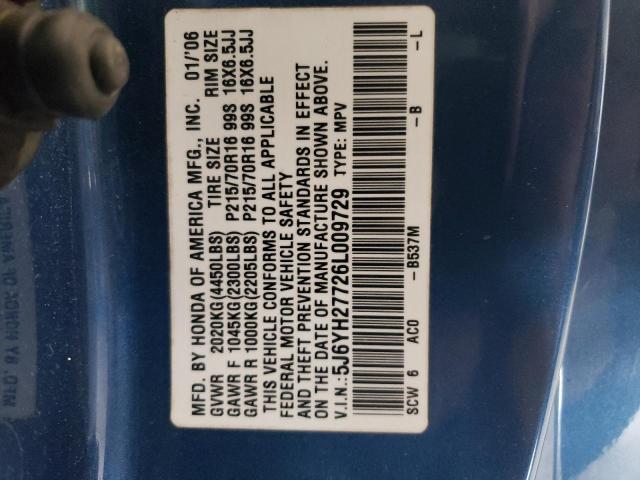 MFD. BY HONDA OF AMERICA MFG., INC. 01/'06
GVWR 2020KG(4450LBS) TIRE SIZE RIM SIZE
GAWR F 1045KG(2300LBS) P215/70R16 99S 16X6.5JJ
GAWR R 1000KG(2205LBS) P215/70R16 99S 16X6.5JJ
THIS VEHICLE CONFORMS TO ALL APPLICABLE
FEDERAL MOTOR VEHICLE SAFETY
AND THEFT PREVENTION STANDARDS IN EFFECT
ON THE DATE OF MANUFACTURE SHOWN ABOVE.
V.I.N.:5J6YH27726L009729 TYPE: MPV
SCW 6 AC0 -B537M -B -L